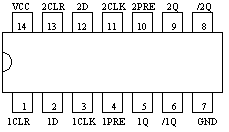 VCC 2CLR 2D 2CLK 2PRE 2Q /2Q
14 13 12 11 10 9 8
1 2 3 4 5 6 7
1CLR 1D 1CLK 1PRE 1Q /1Q GND